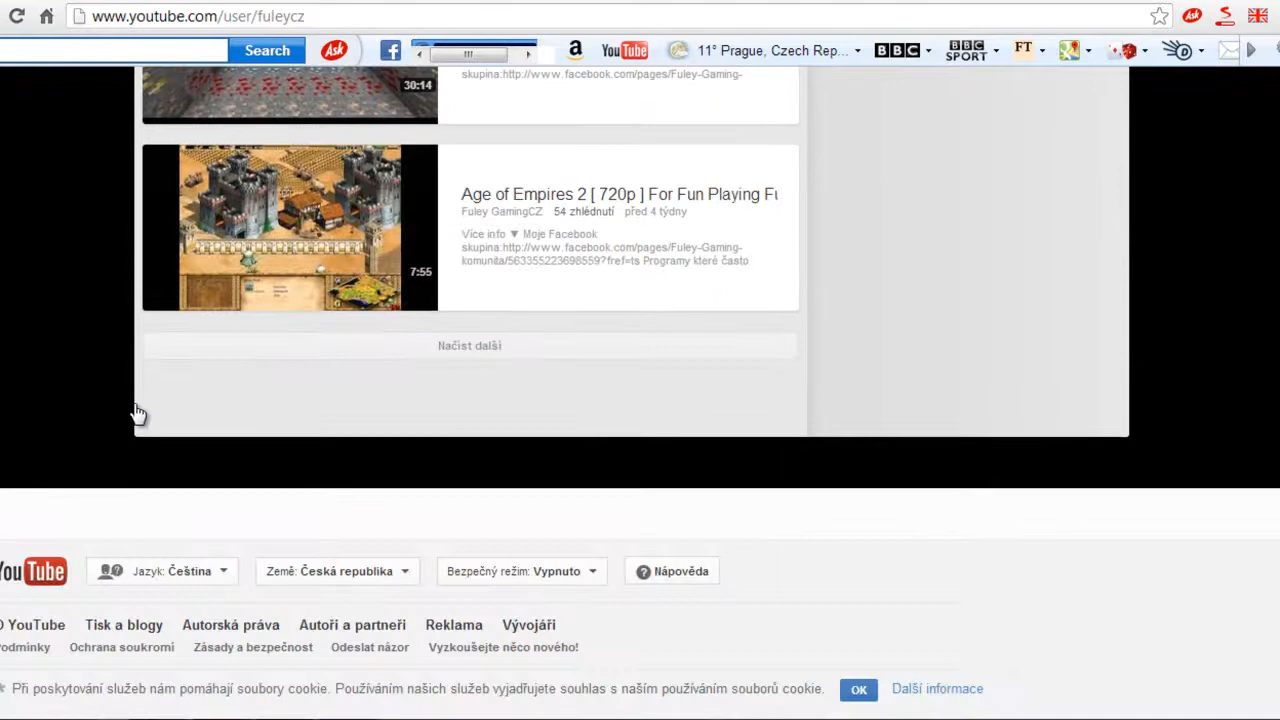 www.youtube.com/user/fuleycz
Search Ask YouTube 11° Prague, Czech Rep... BBC BBC SPORT FT
skupina:http://www.facebook.com/pages/Fuley-Gaming-
30:14
Age of Empires 2 [ 720p ] For Fun Playing Fu
Fuley GamingCZ 54 zhlédnutí před 4 týdny
Více info ▼ Moje Facebook
skupina:http://www.facebook.com/pages/Fuley-Gaming-
komunita/563355223698559?fref=ts Programy které často
7:55
Načíst další
YouTube Jazyk: Čeština Země: Česká republika Bezpečný režim: Vypnuto Nápověda
O YouTube Tisk a blogy Autorská práva Autoři a partneři Reklama Vývojáři
Podmínky Ochrana soukromí Zásady a bezpečnost Odeslat názor Vyzkoušejte něco nového!
* Při poskytování služeb nám pomáhají soubory cookie. Používáním našich služeb vyjadřujete souhlas s naším používáním souborů cookie. OK Další informace